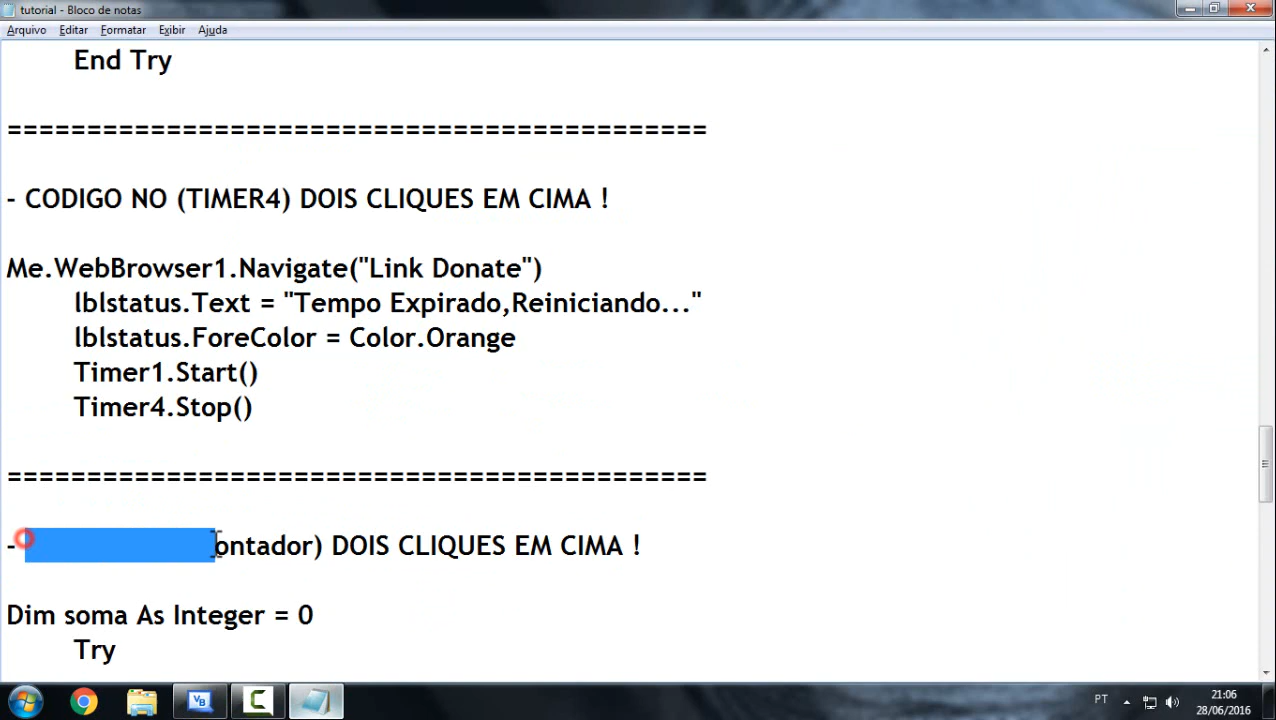 tutorial - Bloco de notas
Arquivo Editar Formatar Exibir Ajuda
End Try
============================================
- CODIGO NO (TIMER4) DOIS CLIQUES EM CIMA !
Me.WebBrowser1.Navigate("Link Donate")
lblstatus.Text = "Tempo Expirado,Reiniciando..."
lblstatus.ForeColor = Color.Orange
Timer1.Start()
Timer4.Stop()
============================================
- ontador) DOIS CLIQUES EM CIMA !
Dim soma As Integer = 0
Try
VB
PT
21:06
28/06/2016